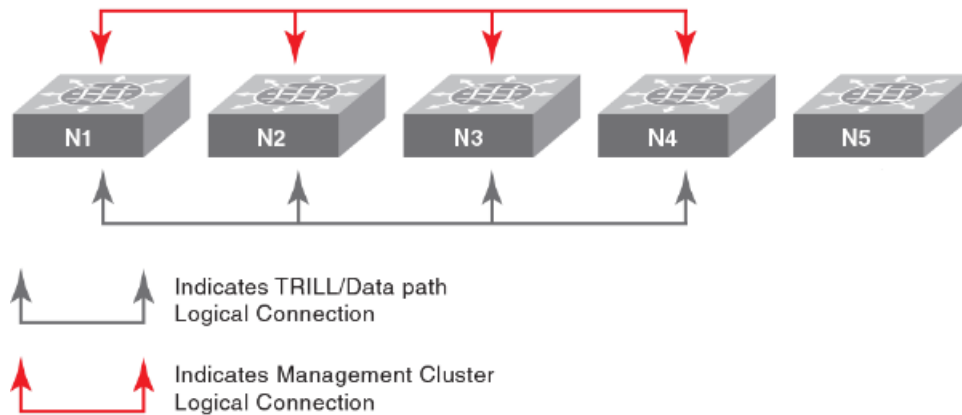 N1 N2 N3 N4 N5
Indicates TRILL/Data path
Logical Connection
Indicates Management Cluster
Logical Connection